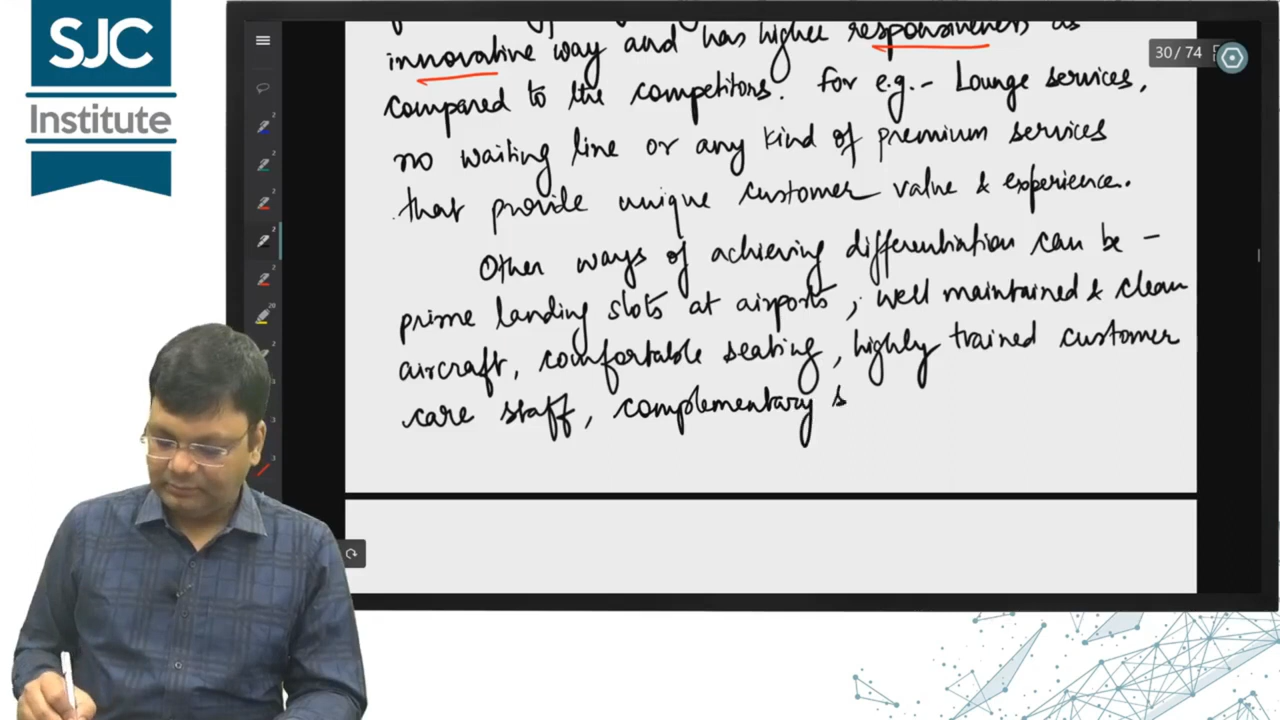 SJC
Institute
30 / 74
innovative way and has higher responsiveness as
compared to the competitors. For e.g.- Lounge services,
no waiting line or any kind of premium services
that provide unique customer value & experience.
Other ways of achieving differentiation can be –
prime landing slots at airports, well maintained & clean
aircraft, comfortable seating, highly trained customer
care staff, complementary s